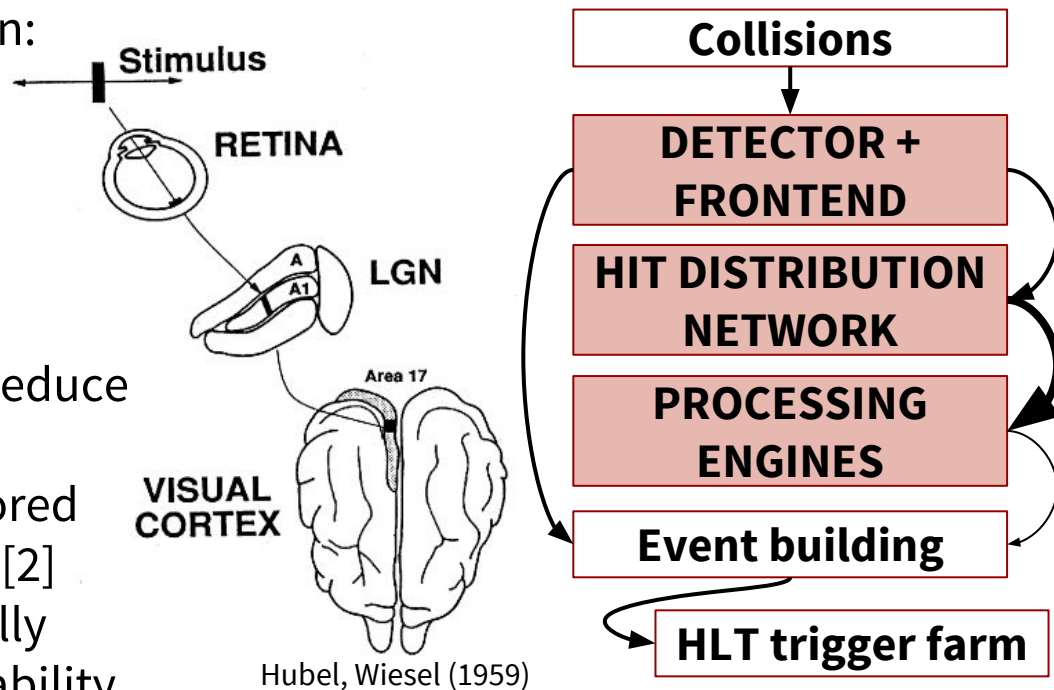 n:
Stimulus
RETINA
A
A1
LGN
Area 17
educe
VISUAL
CORTEX
ored
[2]
lly
ability
Hubel, Wiesel (1959)
Collisions
DETECTOR +
FRONTEND
HIT DISTRIBUTION
NETWORK
PROCESSING
ENGINES
Event building
HLT trigger farm